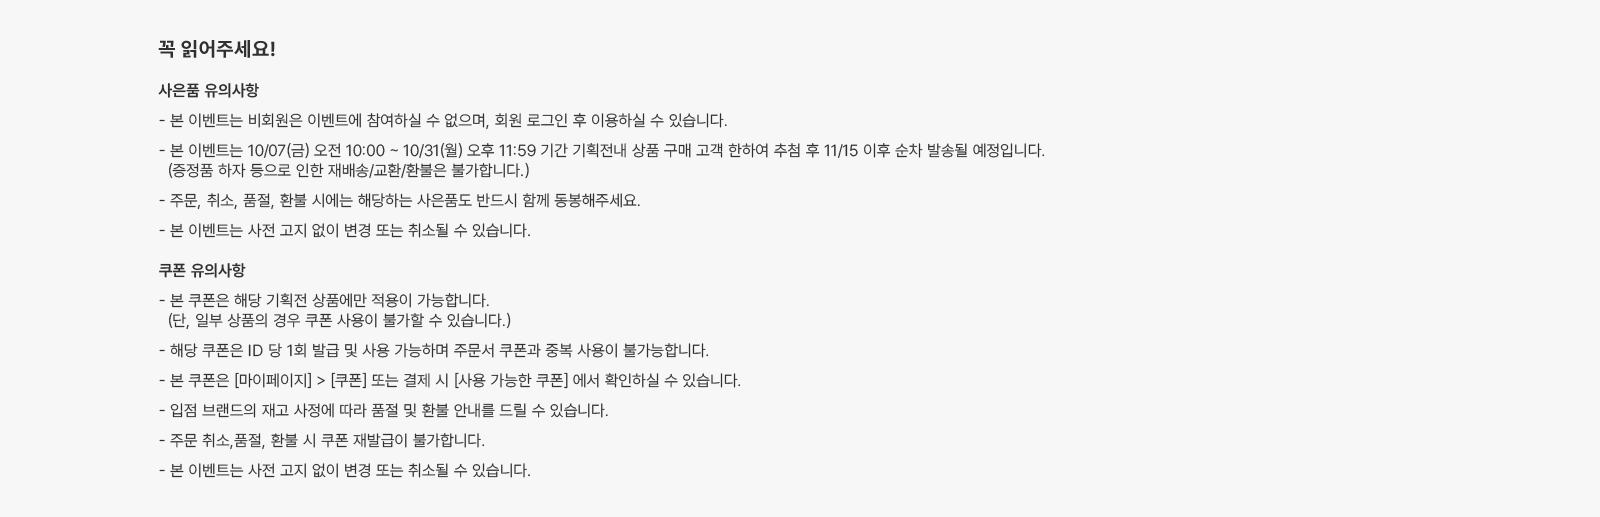 꼭 읽어주세요!
사은품 유의사항
- 본 이벤트는 비회원은 이벤트에 참여하실 수 없으며, 회원 로그인 후 이용하실 수 있습니다.
- 본 이벤트는 10/07(금) 오전 10:00 ~ 10/31(월) 오후 11:59 기간 기획전내 상품 구매 고객 한하여 추첨 후 11/15 이후 순차 발송될 예정입니다.
(증정품 하자 등으로 인한 재배송/교환/환불은 불가합니다.)
- 주문, 취소, 품절, 환불 시에는 해당하는 사은품도 반드시 함께 동봉해주세요.
- 본 이벤트는 사전 고지 없이 변경 또는 취소될 수 있습니다.
쿠폰 유의사항
- 본 쿠폰은 해당 기획전 상품에만 적용이 가능합니다.
(단, 일부 상품의 경우 쿠폰 사용이 불가할 수 있습니다.)
- 해당 쿠폰은 ID 당 1회 발급 및 사용 가능하며 주문서 쿠폰과 중복 사용이 불가능합니다.
- 본 쿠폰은 [마이페이지] > [쿠폰] 또는 결제 시 [사용 가능한 쿠폰] 에서 확인하실 수 있습니다.
- 입점 브랜드의 재고 사정에 따라 품절 및 환불 안내를 드릴 수 있습니다.
- 주문 취소,품절, 환불 시 쿠폰 재발급이 불가합니다.
- 본 이벤트는 사전 고지 없이 변경 또는 취소될 수 있습니다.